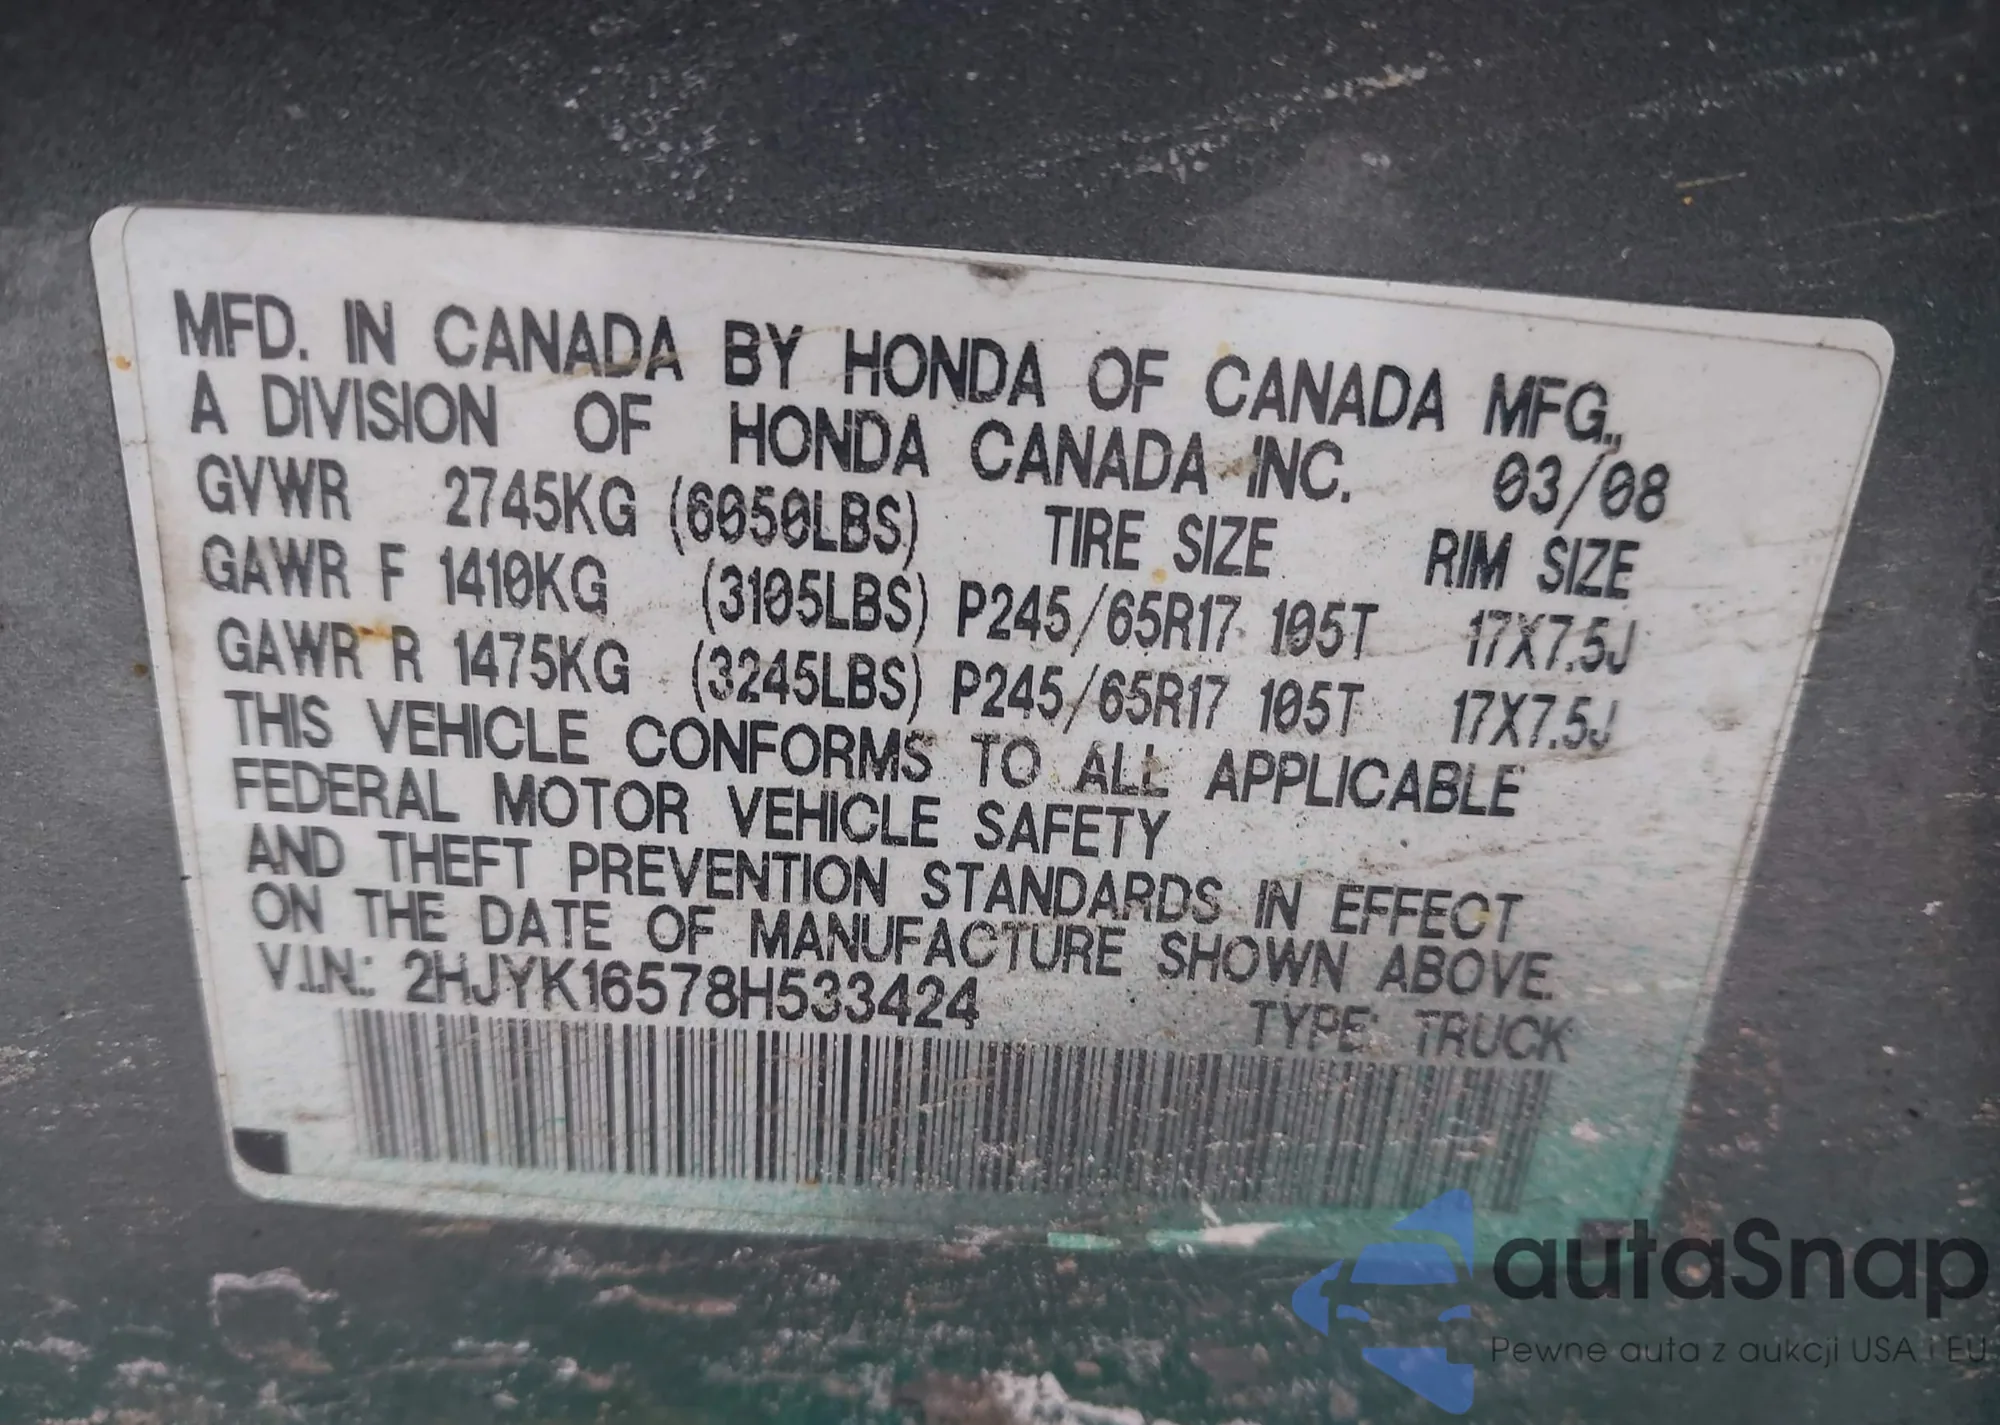 MFD. IN CANADA BY HONDA OF CANADA MFG.,
A DIVISION OF HONDA CANADA INC. 03/08
GVWR 2745KG (6050LBS) TIRE SIZE RIM SIZE
GAWR F 1410KG (3105LBS) P245/65R17 105T 17X7.5J
GAWR R 1475KG (3245LBS) P245/65R17 105T 17X7.5J
THIS VEHICLE CONFORMS TO ALL APPLICABLE
FEDERAL MOTOR VEHICLE SAFETY
AND THEFT PREVENTION STANDARDS IN EFFECT
ON THE DATE OF MANUFACTURE SHOWN ABOVE.
V.I.N.: 2HJYK16578H533424
TYPE: TRUCK
autaSnap
Pewne auta z aukcji USA i EU